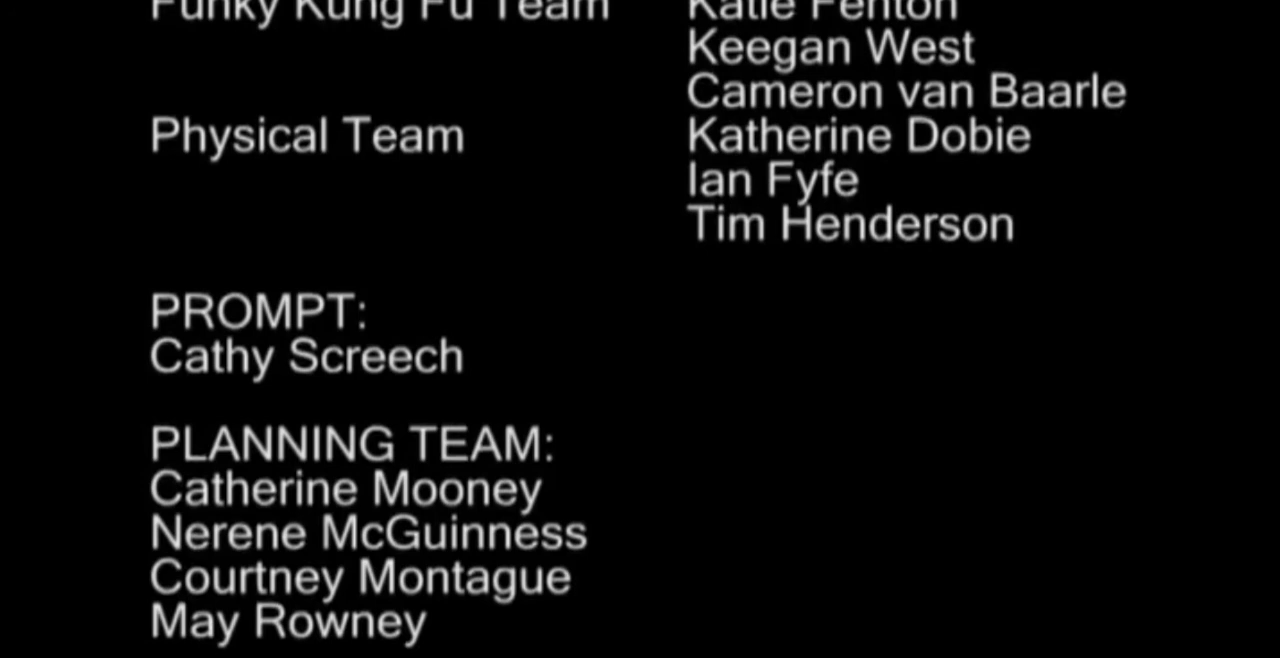 Funky Kung Fu Team Katie Fenton
Keegan West
Cameron van Baarle
Physical Team Katherine Dobie
Ian Fyfe
Tim Henderson
PROMPT:
Cathy Screech
PLANNING TEAM:
Catherine Mooney
Nerene McGuinness
Courtney Montague
May Rowney